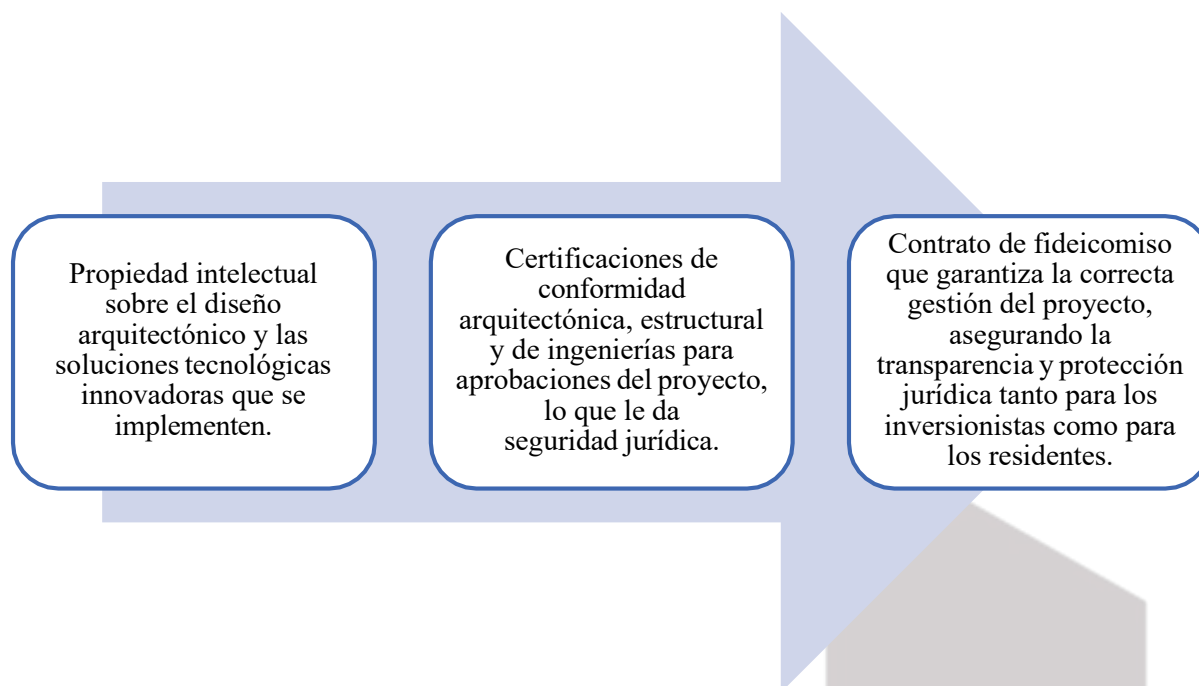 Propiedad intelectual
sobre el diseño
arquitectónico y las
soluciones tecnológicas
innovadoras que se
implementen.
Certificaciones de
conformidad
arquitectónica, estructural
y de ingenierías para
aprobaciones del proyecto,
lo que le da
seguridad jurídica.
Contrato de fideicomiso
que garantiza la correcta
gestión del proyecto,
asegurando la
transparencia y protección
jurídica tanto para los
inversionistas como para
los residentes.